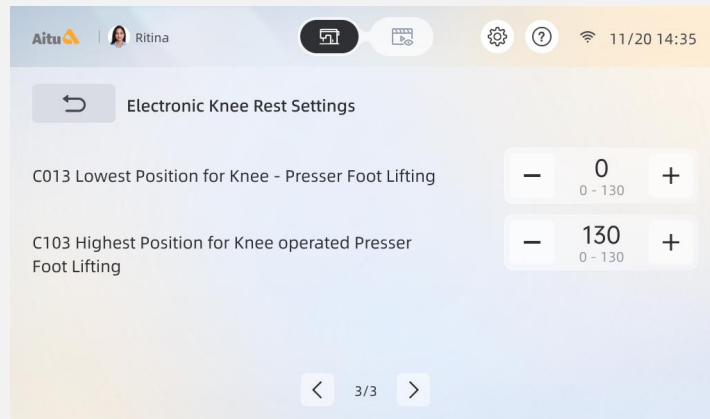 Aitu
Ritina
?
11/20 14:35
Electronic Knee Rest Settings
C013 Lowest Position for Knee - Presser Foot Lifting
− 0 +
0 - 130
C103 Highest Position for Knee operated Presser
Foot Lifting
− 130 +
0 - 130
< 3/3 >